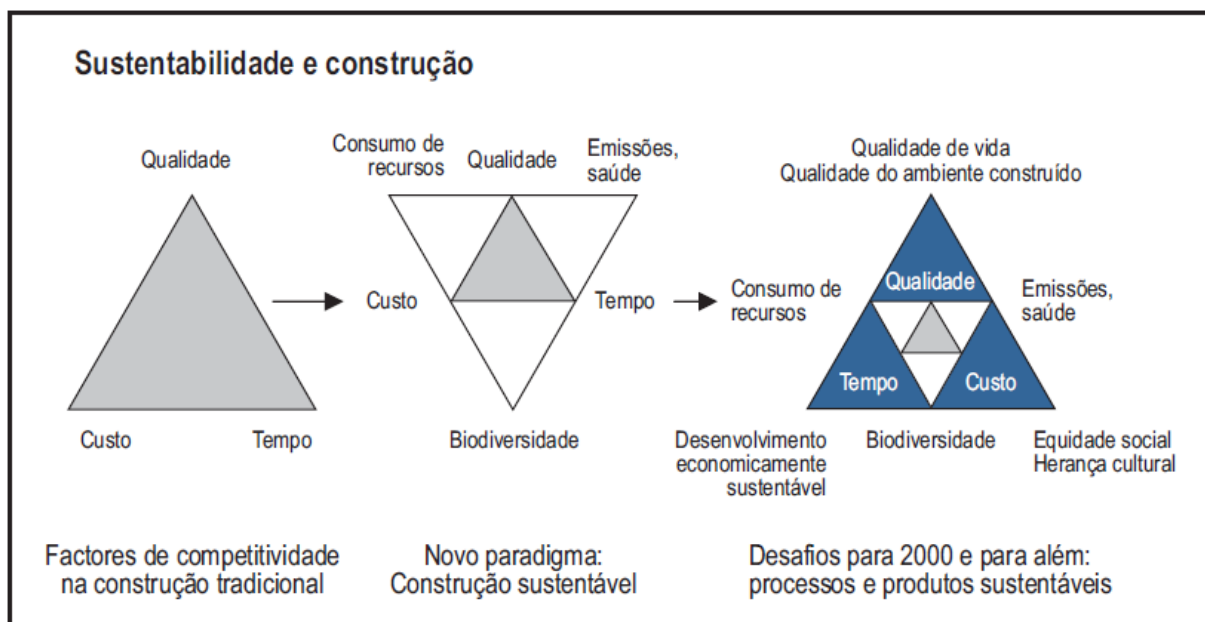 Sustentabilidade e construção
Qualidade
Custo
Tempo
Factores de competitividade
na construção tradicional
Consumo de
recursos
Qualidade
Emissões,
saúde
Custo
Tempo
Biodiversidade
Novo paradigma:
Construção sustentável
Qualidade de vida
Qualidade do ambiente construído
Consumo de
recursos
Qualidade
Emissões,
saúde
Tempo
Custo
Desenvolvimento
economicamente
sustentável
Biodiversidade
Equidade social
Herança cultural
Desafios para 2000 e para além:
processos e produtos sustentáveis